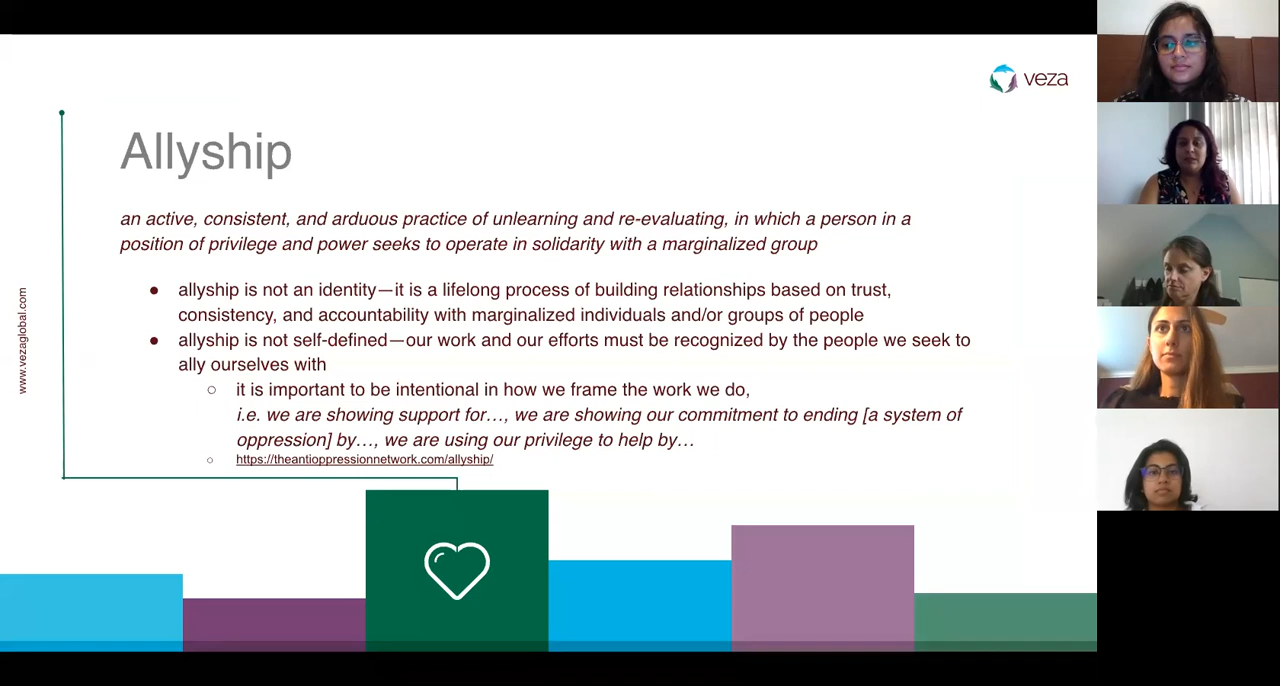 veza
Allyship
an active, consistent, and arduous practice of unlearning and re-evaluating, in which a person in a
position of privilege and power seeks to operate in solidarity with a marginalized group
● allyship is not an identity—it is a lifelong process of building relationships based on trust,
consistency, and accountability with marginalized individuals and/or groups of people
● allyship is not self-defined—our work and our efforts must be recognized by the people we seek to
ally ourselves with
○ it is important to be intentional in how we frame the work we do,
i.e. we are showing support for…, we are showing our commitment to ending [a system of
oppression] by…, we are using our privilege to help by…
○ https://theantioppressionnetwork.com/allyship/
www.vezaglobal.com